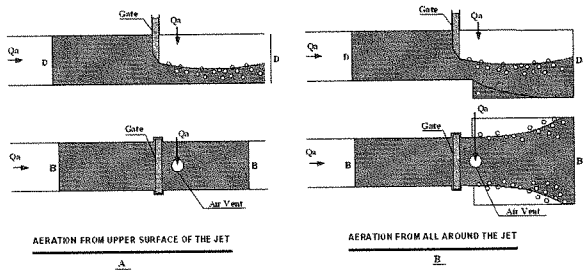 Gate
Qa
Qa
D
D
Gate
Qa
Qa
B
B
Air Vent
AERATION FROM UPPER SURFACE OF THE JET
A
Gate
Qa
Qa
D
D
Gate
Qa
Qa
B
B
Air Vent
AERATION FROM ALL AROUND THE JET
B